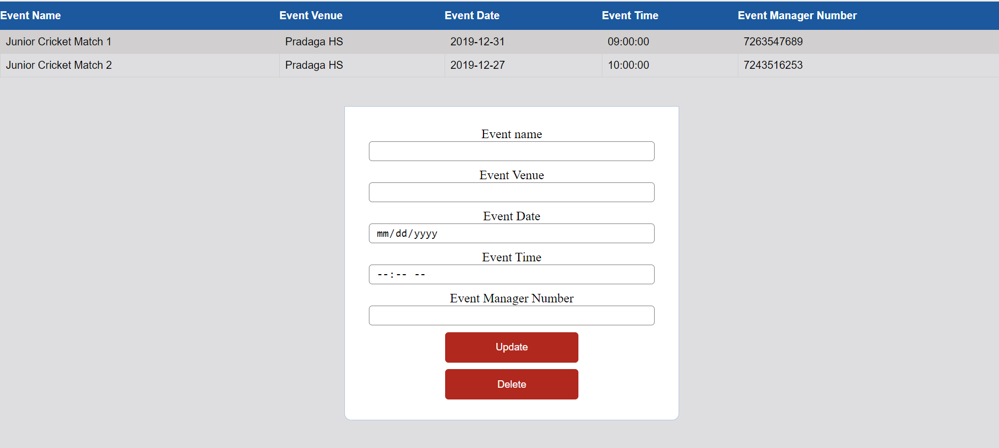 Event Name Event Venue Event Date Event Time Event Manager Number
Junior Cricket Match 1 Pradaga HS 2019-12-31 09:00:00 7263547689
Junior Cricket Match 2 Pradaga HS 2019-12-27 10:00:00 7243516253
Event name
Event Venue
Event Date
mm/dd/yyyy
Event Time
--:-- --
Event Manager Number
Update
Delete